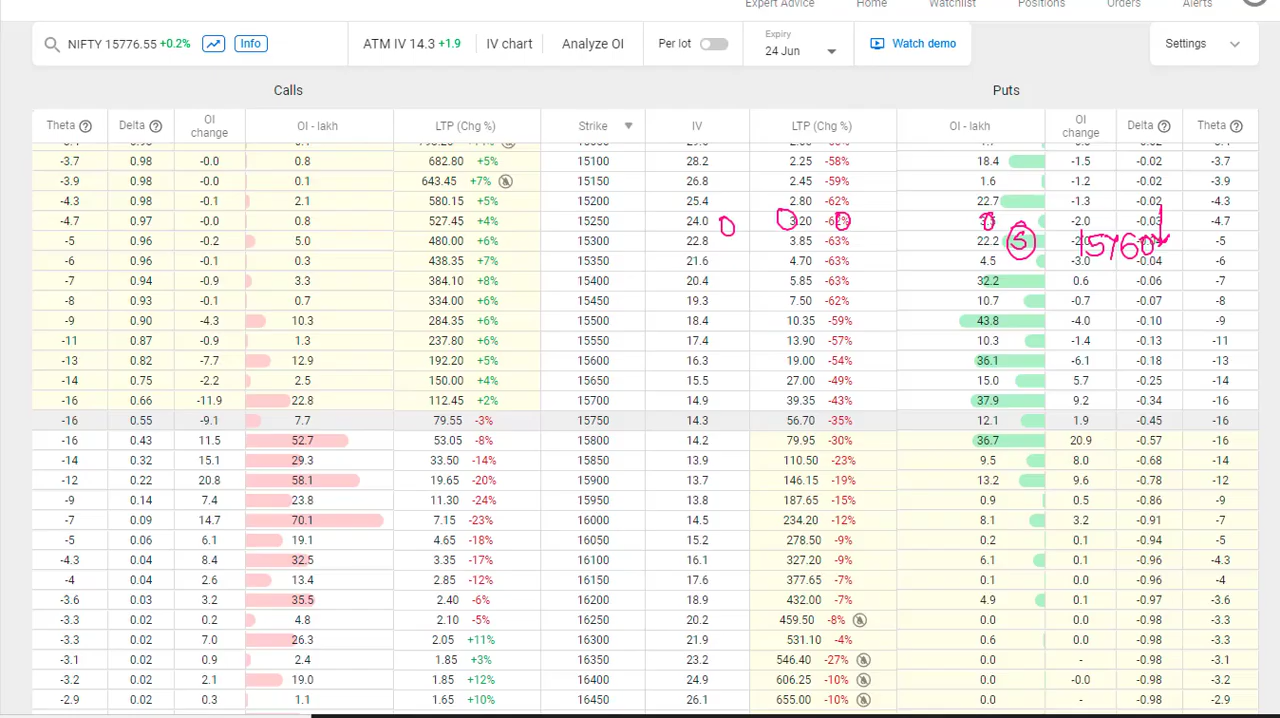 Expert Advice Home Watchlist Positions Orders Alerts
NIFTY 15776.55 +0.2% Info ATM IV 14.3 +1.9 IV chart Analyze OI Per lot Expiry 24 Jun Watch demo Settings
Calls Puts
Theta Delta OI change OI - lakh LTP (Chg %) Strike IV LTP (Chg %) OI - lakh OI change Delta Theta
-3.7 0.98 -0.0 0.8 682.80 +5% 15100 28.2 2.25 -58% 18.4 -1.5 -0.02 -3.7
-3.9 0.98 -0.0 0.1 643.45 +7% 15150 26.8 2.45 -59% 1.6 -1.2 -0.02 -3.9
-4.3 0.98 -0.1 2.1 580.15 +5% 15200 25.4 2.80 -62% 22.7 -1.3 -0.02 -4.3
-4.7 0.97 -0.0 0.8 527.45 +4% 15250 24.0 3.20 3.5 -2.0 -0.03 -4.7
-5 0.96 -0.2 5.0 480.00 +6% 15300 22.8 3.85 -63% 22.2 S 15760 -5
-6 0.96 -0.1 0.3 438.35 +7% 15350 21.6 4.70 -63% 4.5 -3.0 -0.04 -6
-7 0.94 -0.9 3.3 384.10 +8% 15400 20.4 5.85 -63% 32.2 0.6 -0.06 -7
-8 0.93 -0.1 0.7 334.00 +6% 15450 19.3 7.50 -62% 10.7 -0.7 -0.07 -8
-9 0.90 -4.3 10.3 284.35 +6% 15500 18.4 10.35 -59% 43.8 -4.0 -0.10 -9
-11 0.87 -0.9 1.3 237.80 +6% 15550 17.4 13.90 -57% 10.3 -1.4 -0.13 -11
-13 0.82 -7.7 12.9 192.20 +5% 15600 16.3 19.00 -54% 36.1 -6.1 -0.18 -13
-14 0.75 -2.2 2.5 150.00 +4% 15650 15.5 27.00 -49% 15.0 5.7 -0.25 -14
-16 0.66 -11.9 22.8 112.45 +2% 15700 14.9 39.35 -43% 37.9 9.2 -0.34 -16
-16 0.55 -9.1 7.7 79.55 -3% 15750 14.3 56.70 -35% 12.1 1.9 -0.45 -16
-16 0.43 11.5 52.7 53.05 -8% 15800 14.2 79.95 -30% 36.7 20.9 -0.57 -16
-14 0.32 15.1 29.3 33.50 -14% 15850 13.9 110.50 -23% 9.5 8.0 -0.68 -14
-12 0.22 20.8 58.1 19.65 -20% 15900 13.7 146.15 -19% 13.2 9.6 -0.78 -12
-9 0.14 7.4 23.8 11.30 -24% 15950 13.8 187.65 -15% 0.9 0.5 -0.86 -9
-7 0.09 14.7 70.1 7.15 -23% 16000 14.5 234.20 -12% 8.1 3.2 -0.91 -7
-5 0.06 6.1 19.1 4.65 -18% 16050 15.2 278.50 -9% 0.2 0.1 -0.94 -5
-4.3 0.04 8.4 32.5 3.35 -17% 16100 16.1 327.20 -9% 6.1 0.1 -0.96 -4.3
-4 0.04 2.6 13.4 2.85 -12% 16150 17.6 377.65 -7% 0.1 0.0 -0.96 -4
-3.6 0.03 3.2 35.5 2.40 -6% 16200 18.9 432.00 -7% 4.9 0.1 -0.97 -3.6
-3.3 0.02 0.2 4.8 2.10 -5% 16250 20.2 459.50 -8% 0.0 0.0 -0.98 -3.3
-3.3 0.02 7.0 26.3 2.05 +11% 16300 21.9 531.10 -4% 0.6 0.0 -0.98 -3.3
-3.1 0.02 0.9 2.4 1.85 +3% 16350 23.2 546.40 -27% 0.0 - -0.98 -3.1
-3.2 0.02 2.1 19.0 1.85 +12% 16400 24.9 606.25 -10% 0.0 -0.0 -0.98 -3.2
-2.9 0.02 0.3 1.1 1.65 +10% 16450 26.1 655.00 -10% 0.0 - -0.98 -2.9